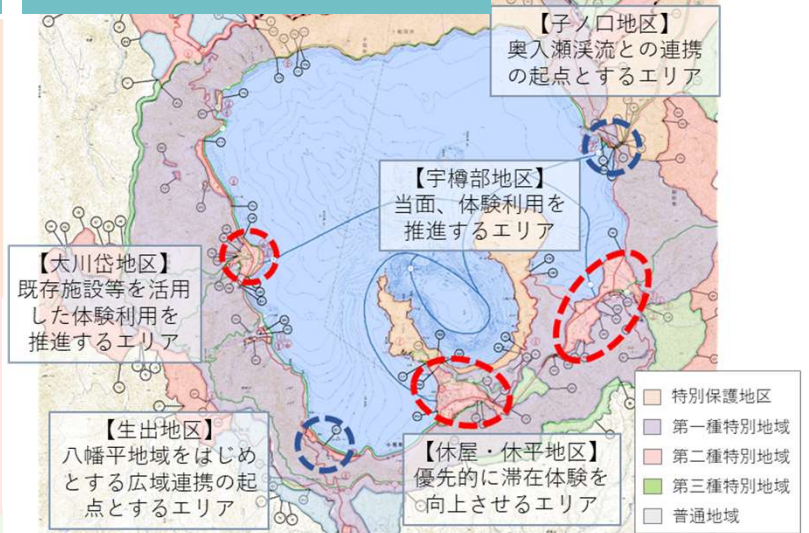 【子ノ口地区】
奥入瀬渓流との連携
の起点とするエリア
【宇樽部地区】
当面、体験利用を
推進するエリア
【大川岱地区】
既存施設等を活用
した体験利用を
推進するエリア
【生出地区】
八幡平地域をはじめ
とする広域連携の起
点とするエリア
【休屋・休平地区】
優先的に滞在体験を
向上させるエリア
特別保護地区
第一種特別地域
第二種特別地域
第三種特別地域
普通地域